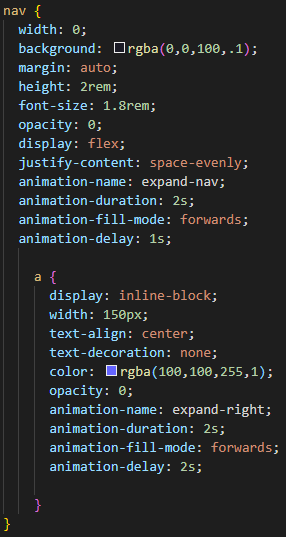 nav {
width: 0;
background: rgba(0,0,100,.1);
margin: auto;
height: 2rem;
font-size: 1.8rem;
opacity: 0;
display: flex;
justify-content: space-evenly;
animation-name: expand-nav;
animation-duration: 2s;
animation-fill-mode: forwards;
animation-delay: 1s;
a {
display: inline-block;
width: 150px;
text-align: center;
text-decoration: none;
color: rgba(100,100,255,1);
opacity: 0;
animation-name: expand-right;
animation-duration: 2s;
animation-fill-mode: forwards;
animation-delay: 2s;
}
}